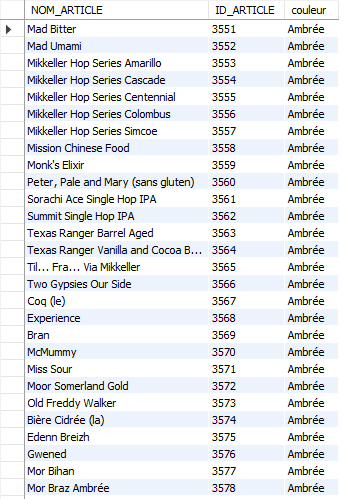 NOM_ARTICLE ID_ARTICLE couleur
Mad Bitter 3551 Ambrée
Mad Umami 3552 Ambrée
Mikkeller Hop Series Amarillo 3553 Ambrée
Mikkeller Hop Series Cascade 3554 Ambrée
Mikkeller Hop Series Centennial 3555 Ambrée
Mikkeller Hop Series Colombus 3556 Ambrée
Mikkeller Hop Series Simcoe 3557 Ambrée
Mission Chinese Food 3558 Ambrée
Monk's Elixir 3559 Ambrée
Peter, Pale and Mary (sans gluten) 3560 Ambrée
Sorachi Ace Single Hop IPA 3561 Ambrée
Summit Single Hop IPA 3562 Ambrée
Texas Ranger Barrel Aged 3563 Ambrée
Texas Ranger Vanilla and Cocoa B... 3564 Ambrée
Til... Fra... Via Mikkeller 3565 Ambrée
Two Gypsies Our Side 3566 Ambrée
Coq (le) 3567 Ambrée
Experience 3568 Ambrée
Bran 3569 Ambrée
McMummy 3570 Ambrée
Miss Sour 3571 Ambrée
Moor Somerland Gold 3572 Ambrée
Old Freddy Walker 3573 Ambrée
Bière Cidrée (la) 3574 Ambrée
Edenn Breizh 3575 Ambrée
Gwened 3576 Ambrée
Mor Bihan 3577 Ambrée
Mor Braz Ambrée 3578 Ambrée